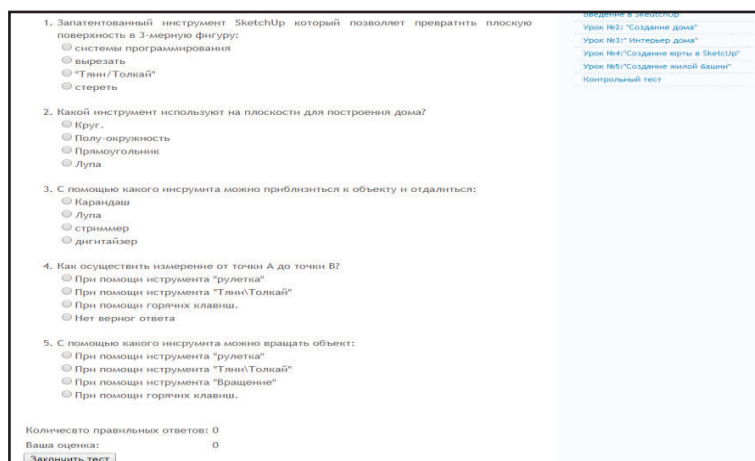 1. Запатентованный инструмент SketchUp который позволяет превратить плоскую
поверхность в 3-мерную фигуру:
системы программирования
вырезать
"Тяни/Толкай"
стереть
2. Какой инструмент используют на плоскости для построения дома?
Круг.
Полу-окружность
Прямоугольник
Лупа
3. С помощью какого инсрумнта можно приблизиться к объекту и отдалиться:
Карандаш
Лупа
стриммер
дигитайзер
4. Как осуществить измерение от точки А до точки В?
При помощи иструмента "рулетка"
При помощи иструмента "Тяни\Толкай"
При помощи горячих клавиш.
Нет верног ответа
5. С помощью какого инсрумнта можно вращать объект:
При помощи иструмента "рулетка"
При помощи иструмента "Тяни\Толкай"
При помощи иструмента "Вращение"
При помощи горячих клавиш.
Количесвто правильных ответов: 0
Ваша оценка: 0
Закончить тест
Введение в
Урок №2: "Создание дома"
Урок №3:" Интерьер дома"
Урок №4:"Создание юрты в SketcUp"
Урок №5:"Создание жилой башни"
Контрольный тест